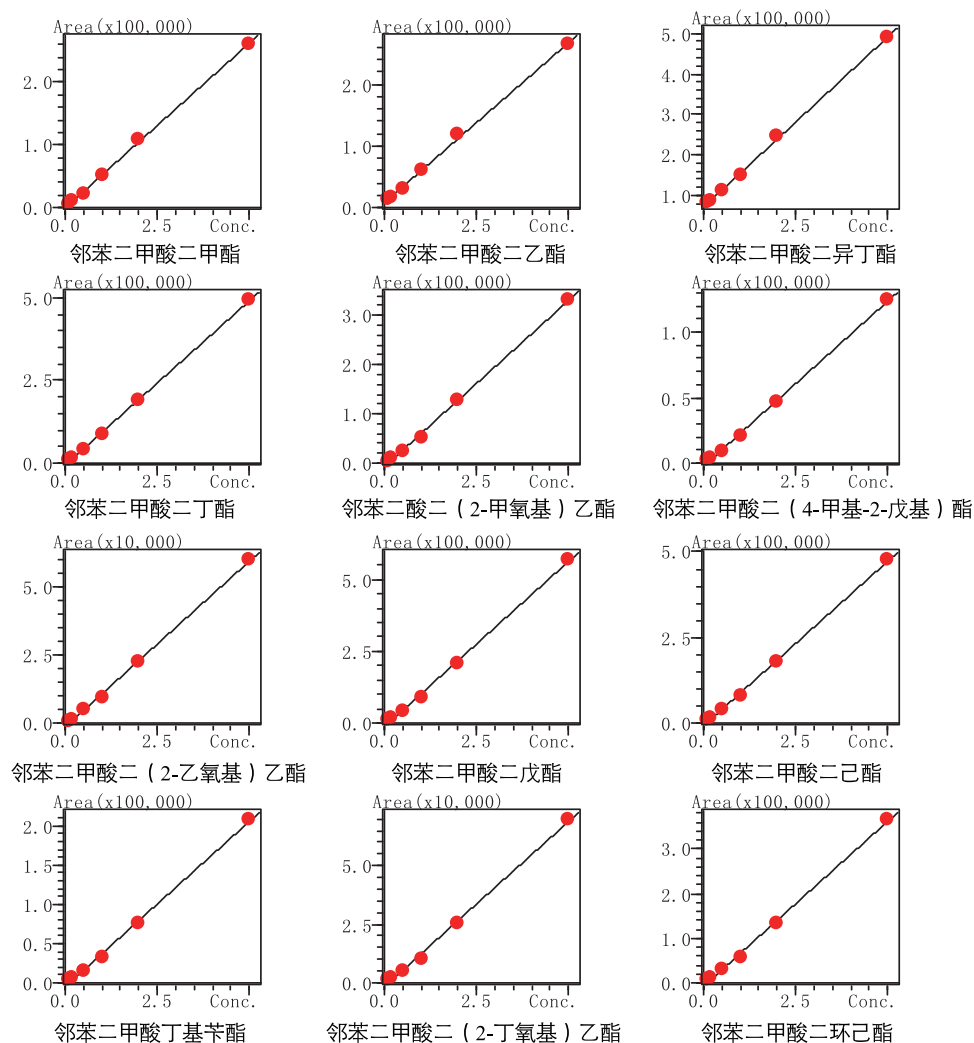 Area(x100,000)
2.0
1.0
0.0
0.0 2.5 Conc.
邻苯二甲酸二甲酯
Area(x100,000)
2.0
1.0
0.0
0.0 2.5 Conc.
邻苯二甲酸二乙酯
Area(x100,000)
5.0
4.0
3.0
2.0
1.0
0.0 2.5 Conc.
邻苯二甲酸二异丁酯
Area(x100,000)
5.0
2.5
0.0
0.0 2.5 Conc.
邻苯二甲酸二丁酯
Area(x100,000)
3.0
2.0
1.0
0.0
0.0 2.5 Conc.
邻苯二酸二（2-甲氧基）乙酯
Area(x100,000)
1.0
0.5
0.0
0.0 2.5 Conc.
邻苯二甲酸二（4-甲基-2-戊基）酯
Area(x10,000)
5.0
2.5
0.0
0.0 2.5 Conc.
邻苯二甲酸二（2-乙氧基）乙酯
Area(x100,000)
5.0
2.5
0.0
0.0 2.5 Conc.
邻苯二甲酸二戊酯
Area(x100,000)
5.0
2.5
0.0
0.0 2.5 Conc.
邻苯二甲酸二己酯
Area(x100,000)
2.0
1.5
1.0
0.5
0.0
0.0 2.5 Conc.
邻苯二甲酸丁基苄酯
Area(x10,000)
5.0
2.5
0.0
0.0 2.5 Conc.
邻苯二甲酸二（2-丁氧基）乙酯
Area(x100,000)
3.0
2.0
1.0
0.0
0.0 2.5 Conc.
邻苯二甲酸二环己酯